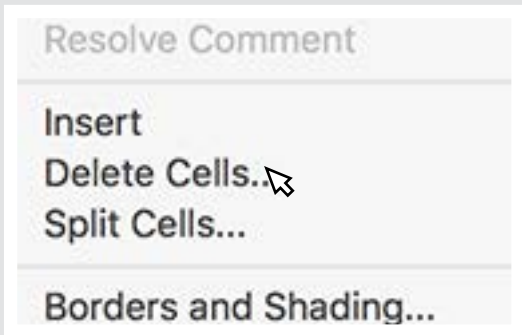 Resolve Comment
Insert
Delete Cells..
Split Cells...
Borders and Shading...